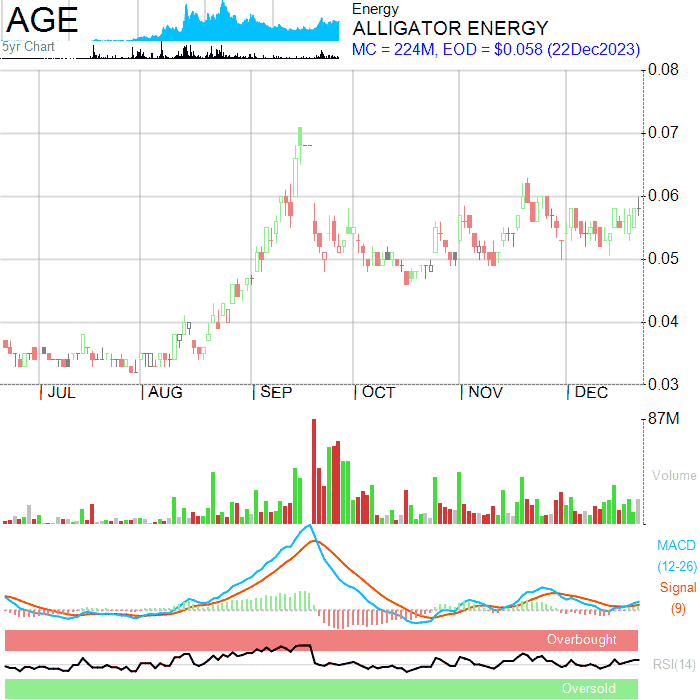 AGE
5yr Chart
Energy
ALLIGATOR ENERGY
MC = 224M, EOD = $0.058 (22Dec2023)
0.08
0.07
0.06
0.05
0.04
0.03
JUL AUG SEP OCT NOV DEC
87M
Volume
MACD
(12-26)
Signal
(9)
Overbought
RSI(14)
Oversold